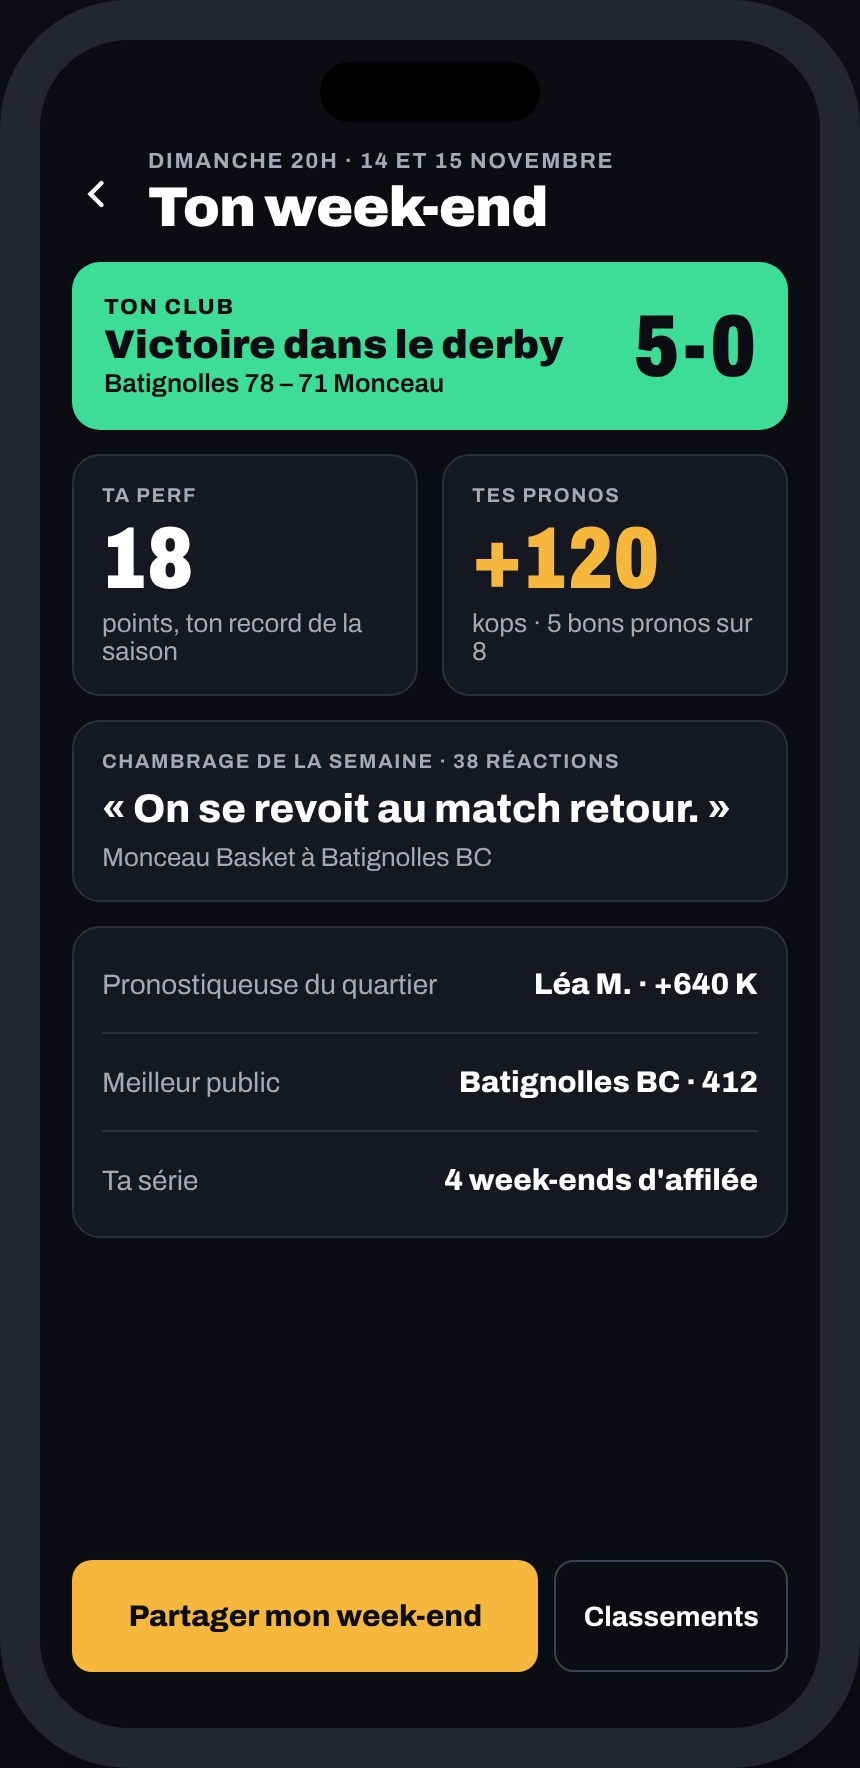 DIMANCHE 20H · 14 ET 15 NOVEMBRE
Ton week-end
TON CLUB
Victoire dans le derby
Batignolles 78 – 71 Monceau
5-0
TA PERF
18
points, ton record de la
saison
TES PRONOS
+120
kops · 5 bons pronos sur
8
CHAMBRAGE DE LA SEMAINE · 38 RÉACTIONS
« On se revoit au match retour. »
Monceau Basket à Batignolles BC
Pronostiqueuse du quartier
Léa M. · +640 K
Meilleur public
Batignolles BC · 412
Ta série
4 week-ends d'affilée
Partager mon week-end
Classements